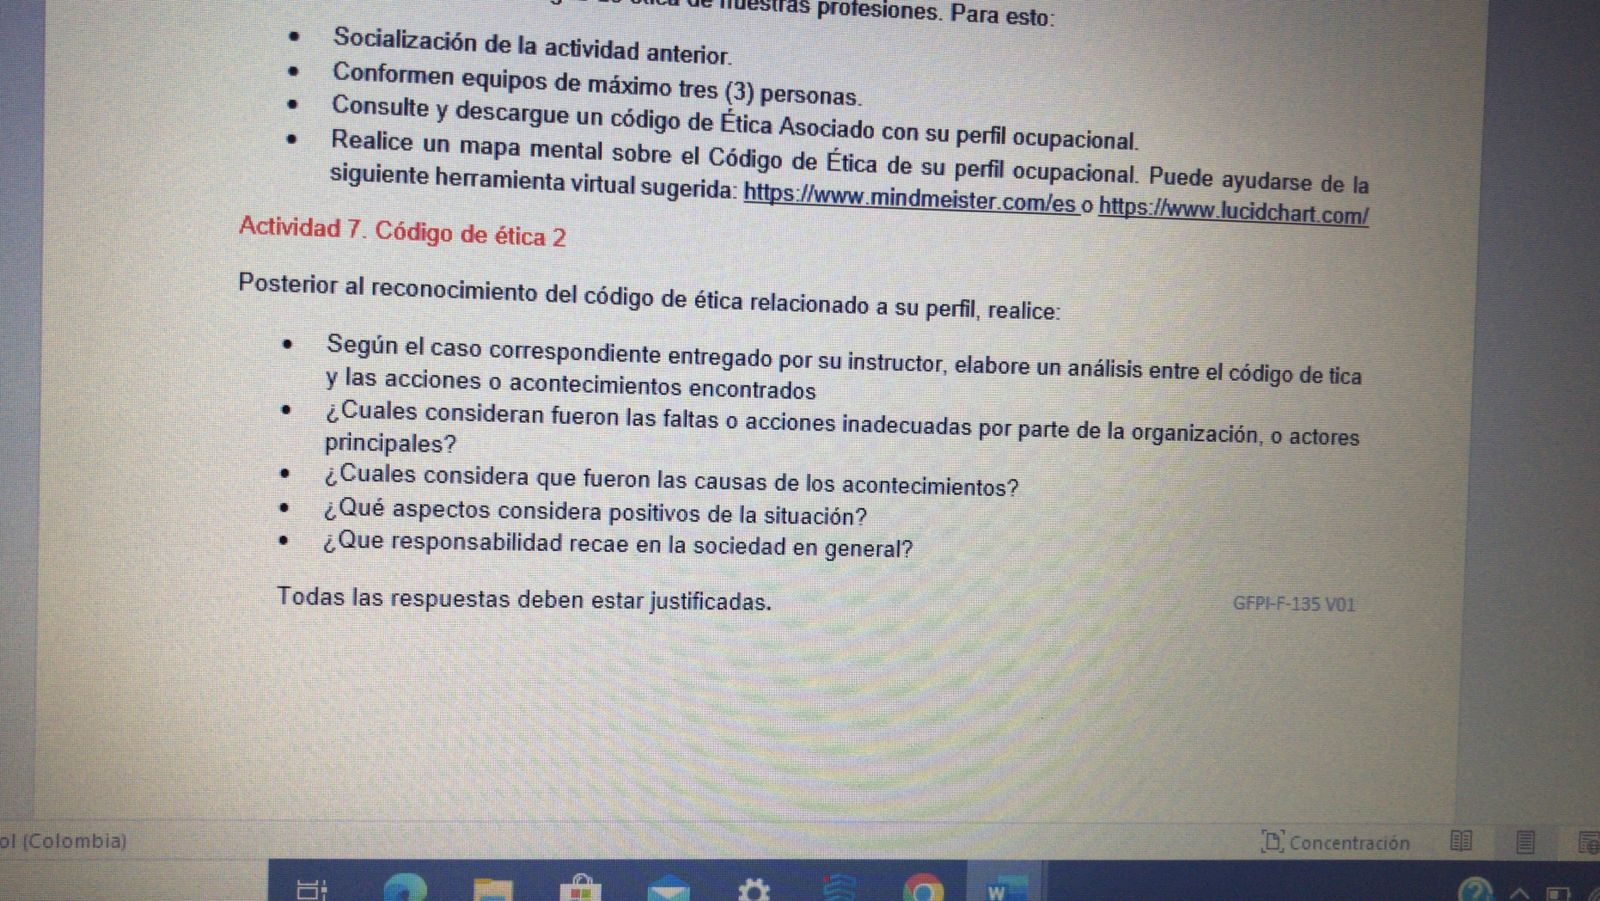 de nuestras profesiones. Para esto:
• Socialización de la actividad anterior.
• Conformen equipos de máximo tres (3) personas.
• Consulte y descargue un código de Ética Asociado con su perfil ocupacional.
• Realice un mapa mental sobre el Código de Ética de su perfil ocupacional. Puede ayudarse de la
siguiente herramienta virtual sugerida: https://www.mindmeister.com/es o https://www.lucidchart.com/
Actividad 7. Código de ética 2
Posterior al reconocimiento del código de ética relacionado a su perfil, realice:
• Según el caso correspondiente entregado por su instructor, elabore un análisis entre el código de tica
y las acciones o acontecimientos encontrados
• ¿Cuales consideran fueron las faltas o acciones inadecuadas por parte de la organización, o actores
principales?
• ¿Cuales considera que fueron las causas de los acontecimientos?
• ¿Qué aspectos considera positivos de la situación?
• ¿Que responsabilidad recae en la sociedad en general?
Todas las respuestas deben estar justificadas.
GFPI-F-135 V01
ol (Colombia)
Concentración
W